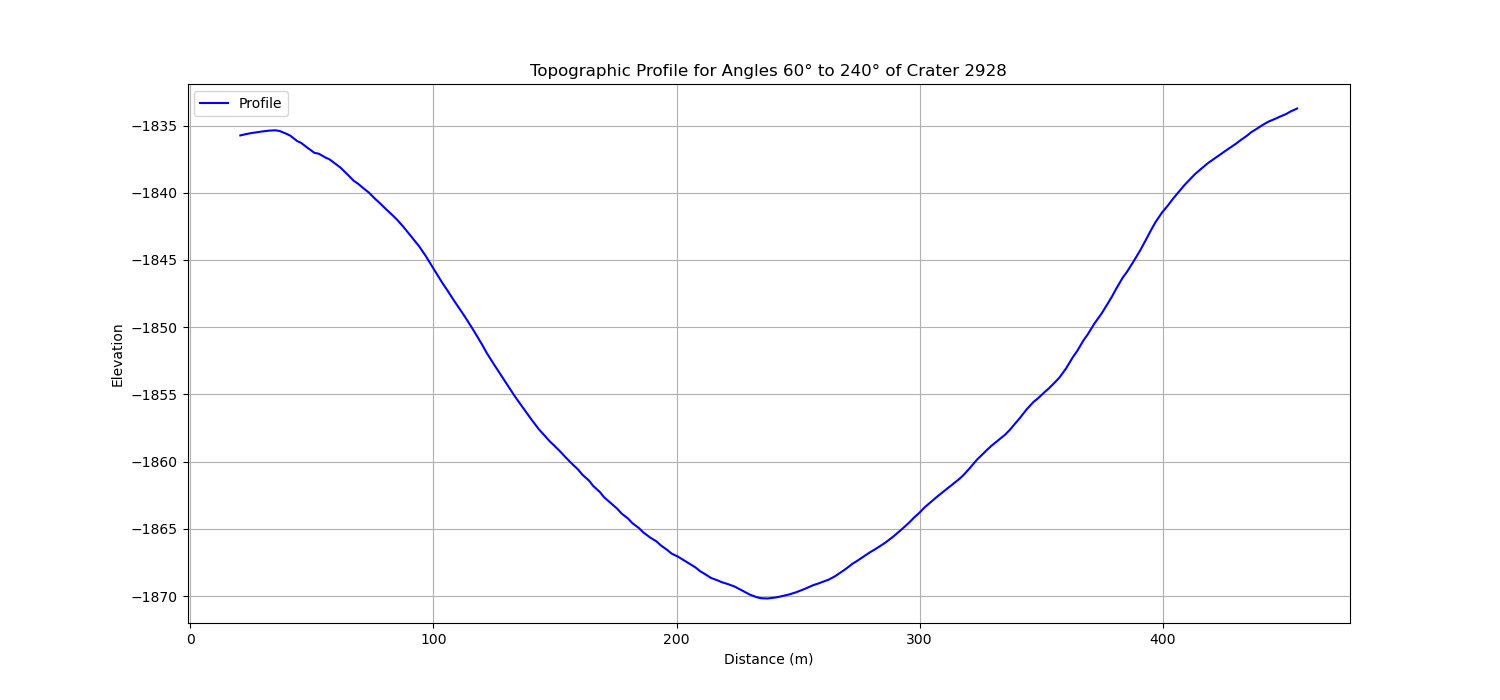 Topographic Profile for Angles 60° to 240° of Crater 2928
Profile
−1835
−1840
−1845
−1850
−1855
−1860
−1865
−1870
Elevation
0 100 200 300 400
Distance (m)